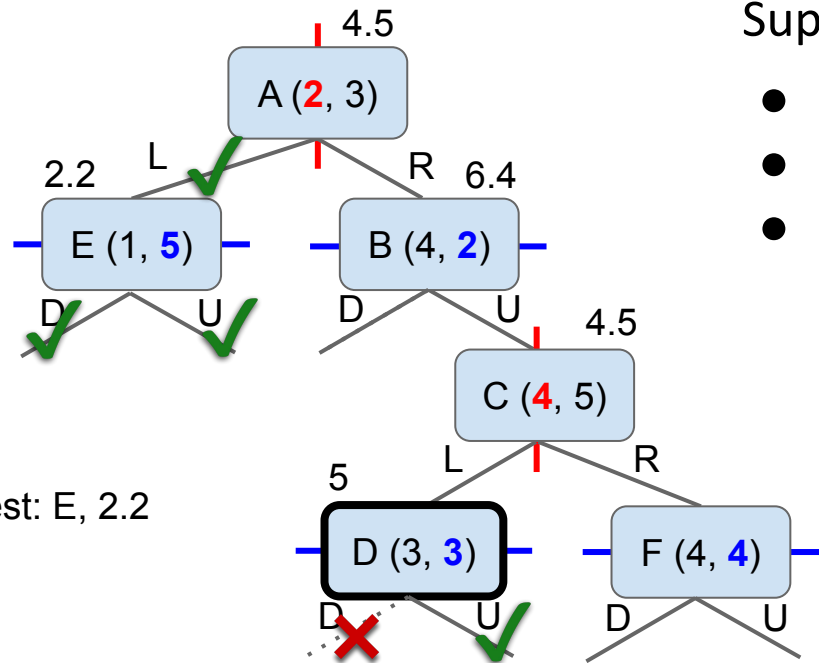 4.5
Sup
A (2, 3)
L
R
2.2
6.4
E (1, 5)
B (4, 2)
D
U
D
U
4.5
C (4, 5)
L
R
5
est: E, 2.2
D (3, 3)
F (4, 4)
D
U
D
U